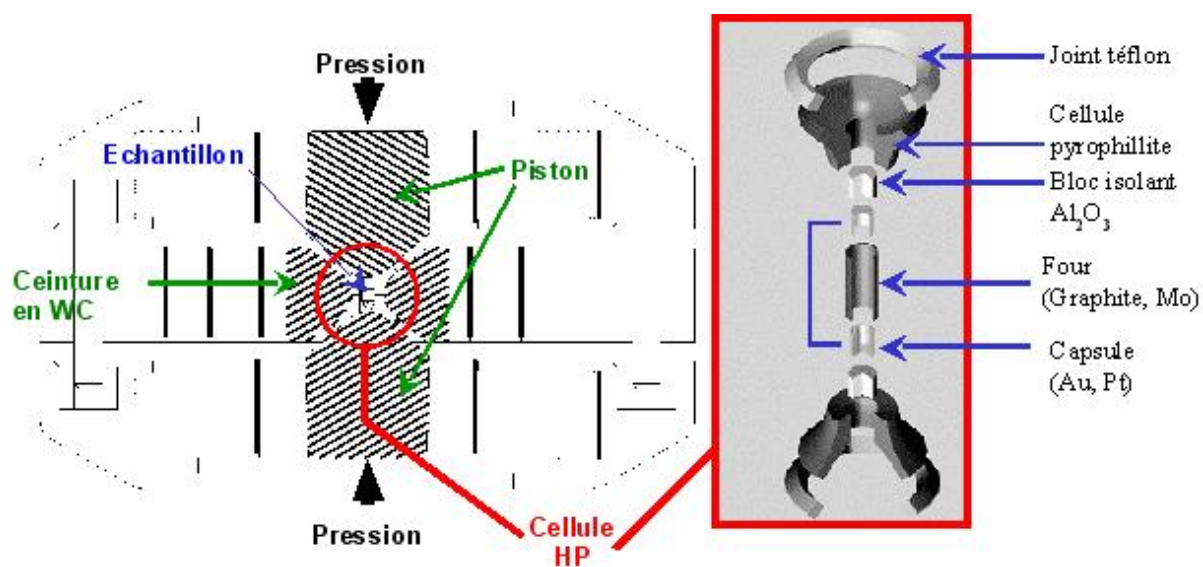 Pression
Echantillon
Piston
Ceinture
en WC
Pression
Cellule
HP
Joint téflon
Cellule
pyrophillite
Bloc isolant
Al₂O₃
Four
(Graphite, Mo)
Capsule
(Au, Pt)